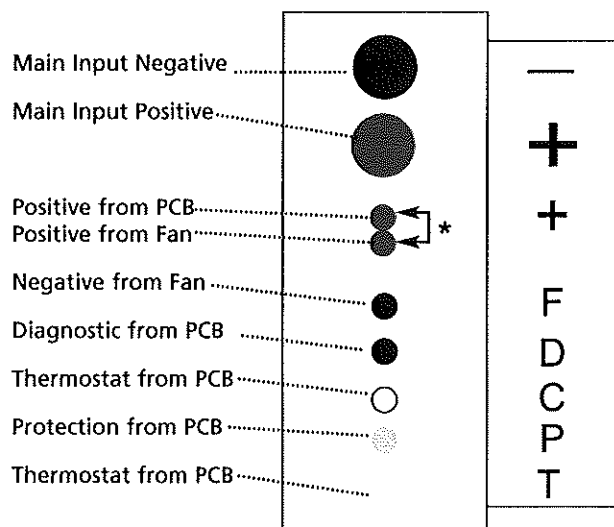 Main Input Negative
−
Main Input Positive
+
Positive from PCB
+
*
Positive from Fan
Negative from Fan
F
Diagnostic from PCB
D
Thermostat from PCB
C
Protection from PCB
P
Thermostat from PCB
T